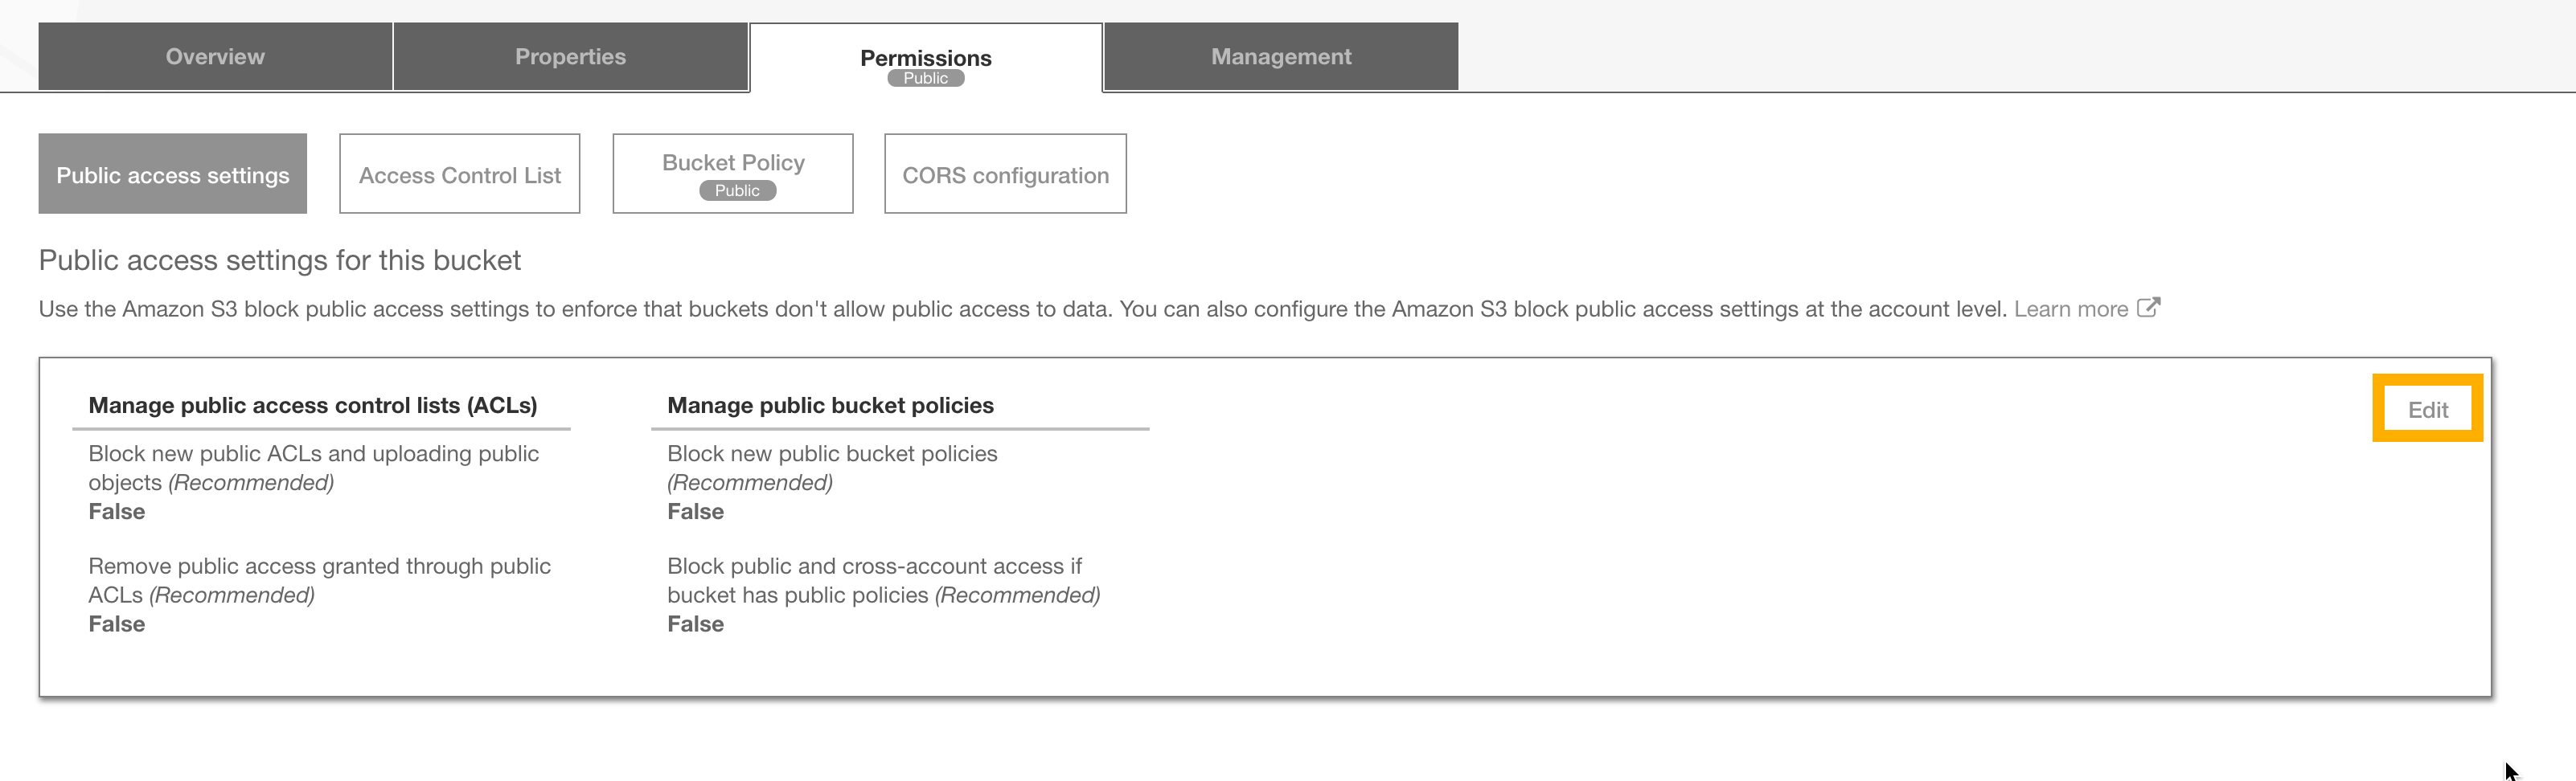 Overview
Properties
Permissions
Public
Management
Public access settings
Access Control List
Bucket Policy
Public
CORS configuration
Public access settings for this bucket
Use the Amazon S3 block public access settings to enforce that buckets don't allow public access to data. You can also configure the Amazon S3 block public access settings at the account level. Learn more
Manage public access control lists (ACLs)
Block new public ACLs and uploading public
objects (Recommended)
False
Remove public access granted through public
ACLs (Recommended)
False
Manage public bucket policies
Block new public bucket policies
(Recommended)
False
Block public and cross-account access if
bucket has public policies (Recommended)
False
Edit